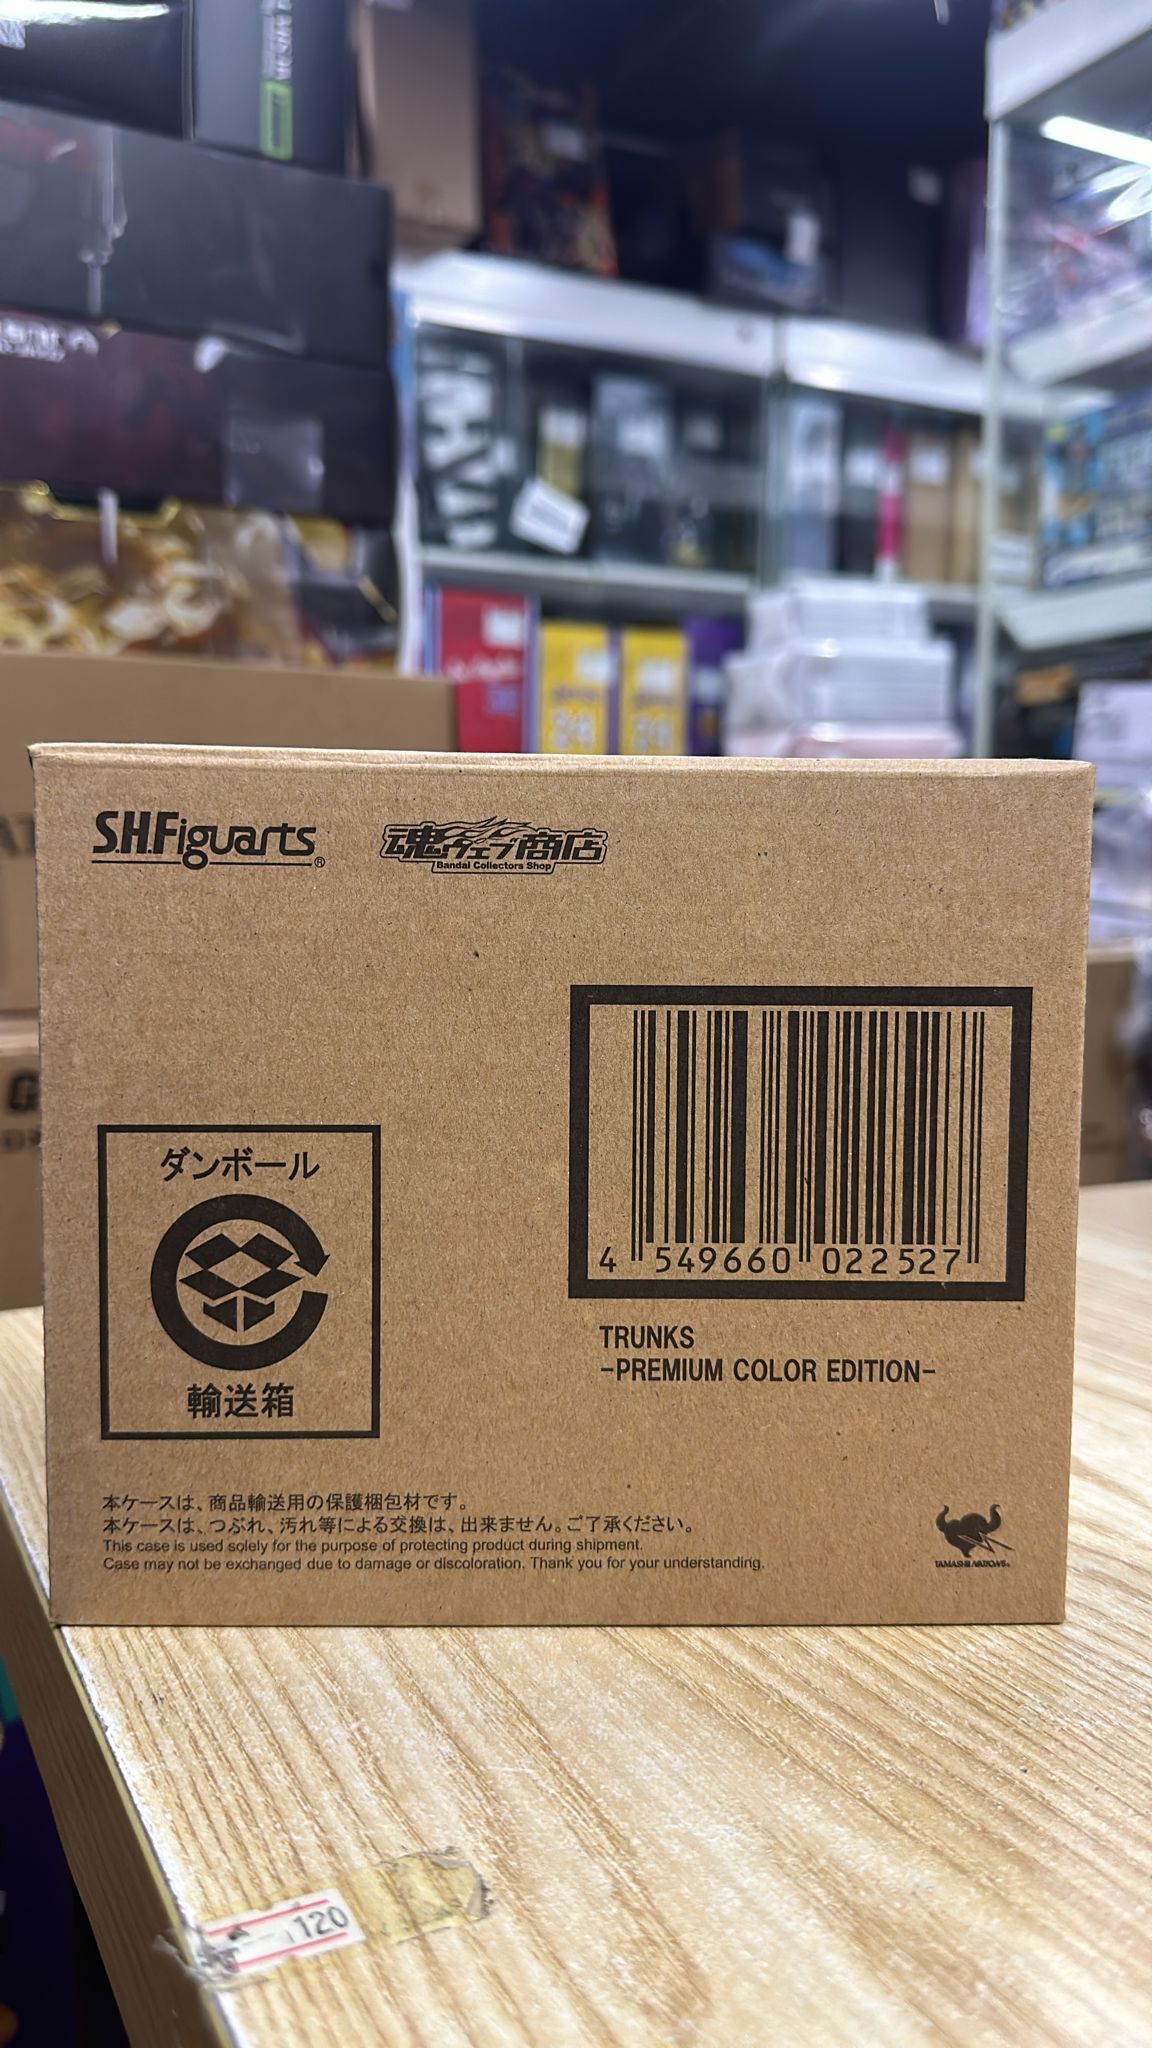 S.H.Figuarts®
魂ウェブ商店
Bandai Collectors Shop
4 549660 022527
TRUNKS
-PREMIUM COLOR EDITION-
ダンボール
輸送箱
本ケースは、商品輸送用の保護梱包材です。
本ケースは、つぶれ、汚れ等による交換は、出来ません。ご了承ください。
This case is used solely for the purpose of protecting product during shipment.
Case may not be exchanged due to damage or discoloration. Thank you for your understanding.
TAMASHII NATIONS
120